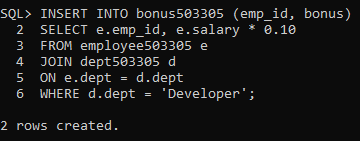 SQL> INSERT INTO bonus503305 (emp_id, bonus)
  2  SELECT e.emp_id, e.salary * 0.10
  3  FROM employee503305 e
  4  JOIN dept503305 d
  5  ON e.dept = d.dept
  6  WHERE d.dept = 'Developer';
2 rows created.